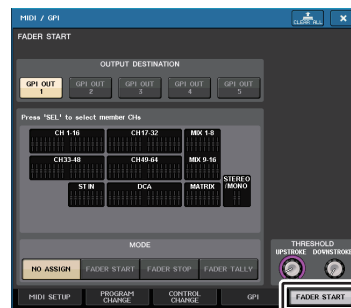 MIDI / GPI
CLEAR ALL
FADER START
OUTPUT DESTINATION
GPI OUT 1
GPI OUT 2
GPI OUT 3
GPI OUT 4
GPI OUT 5
Press 'SEL' to select member CHs
CH 1-16
CH17-32
MIX 1-8
CH33-48
CH49-64
MIX 9-16
ST IN
DCA
MATRIX
STEREO /MONO
MODE
NO ASSIGN
FADER START
FADER STOP
FADER TALLY
THRESHOLD
UPSTROKE
DOWNSTROKE
MIDI SETUP
PROGRAM CHANGE
CONTROL CHANGE
GPI
FADER START